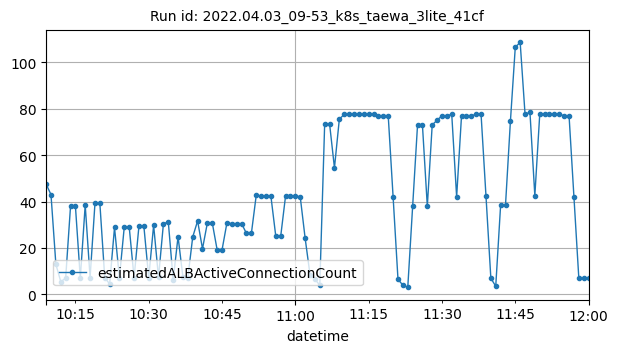 Run id: 2022.04.03_09-53_k8s_taewa_3lite_41cf
100
80
60
40
20
0
estimatedALBActiveConnectionCount
10:15 10:30 10:45 11:00 11:15 11:30 11:45 12:00
datetime